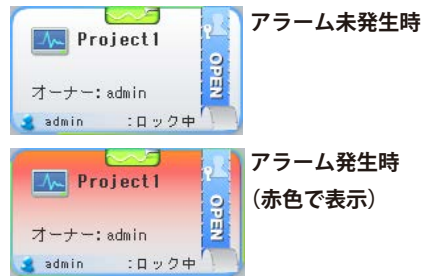 Project1
アラーム未発生時
オーナー: admin
OPEN
admin :ロック中
Project1
アラーム発生時
(赤色で表示)
オーナー: admin
OPEN
admin :ロック中